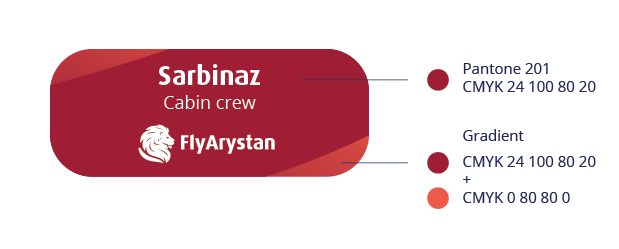 Sarbinaz
Cabin crew
FlyArystan
Pantone 201
CMYK 24 100 80 20
Gradient
CMYK 24 100 80 20
+
CMYK 0 80 80 0